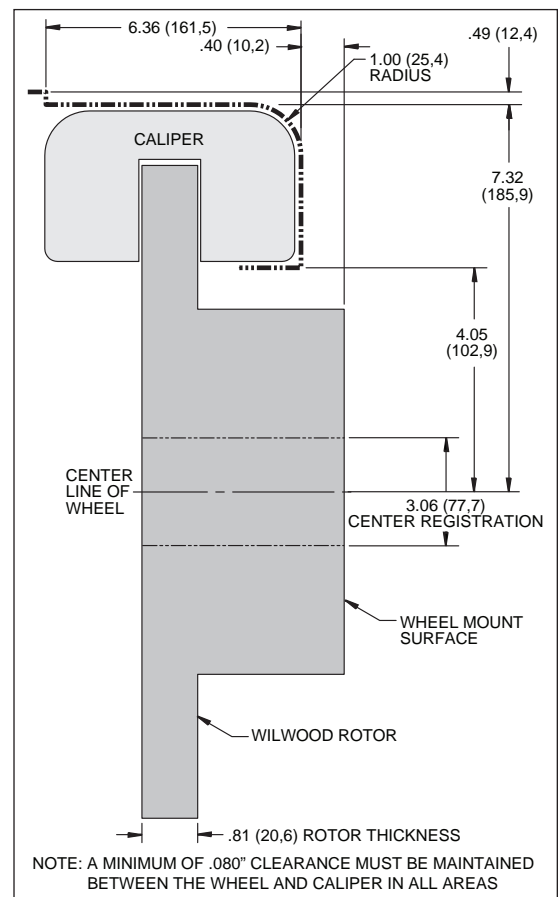 6.36 (161,5)
.49 (12,4)
.40 (10,2)
1.00 (25,4)
RADIUS
CALIPER
7.32
(185,9)
4.05
(102,9)
CENTER
LINE OF
WHEEL
3.06 (77,7)
CENTER REGISTRATION
WHEEL MOUNT
SURFACE
WILWOOD ROTOR
.81 (20,6) ROTOR THICKNESS
NOTE: A MINIMUM OF .080” CLEARANCE MUST BE MAINTAINED
BETWEEN THE WHEEL AND CALIPER IN ALL AREAS